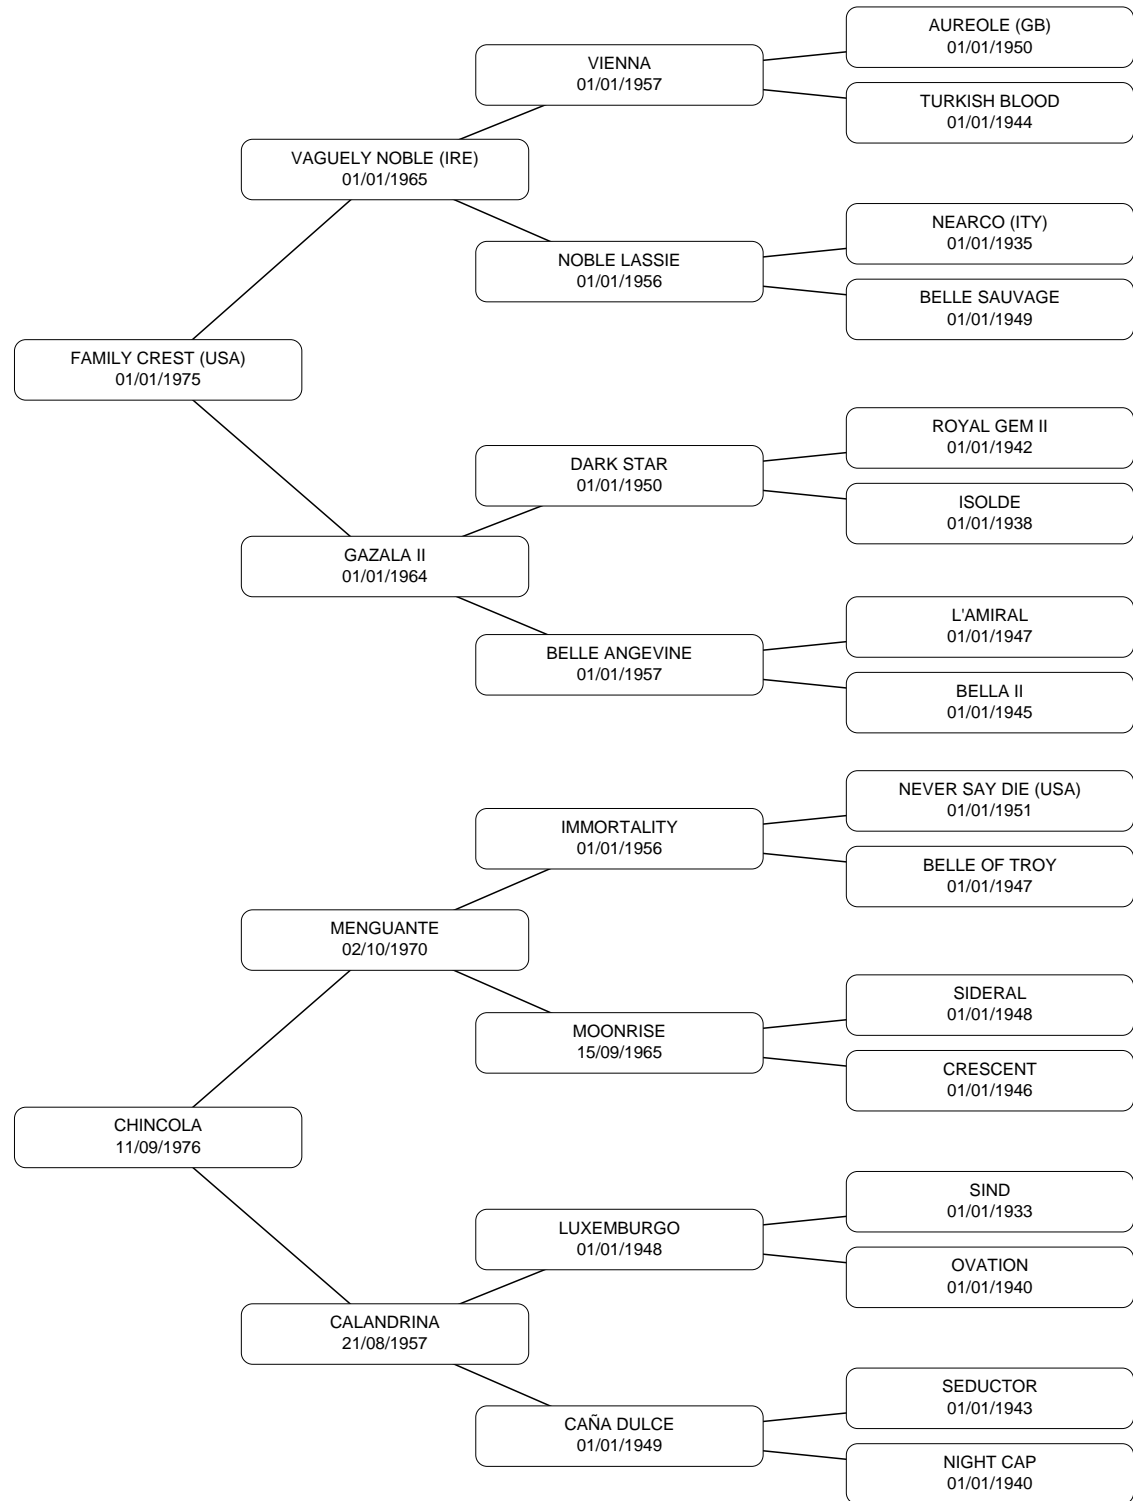 AUREOLE (GB)
01/01/1950
VIENNA
01/01/1957
TURKISH BLOOD
01/01/1944
VAGUELY NOBLE (IRE)
01/01/1965
NEARCO (ITY)
01/01/1935
NOBLE LASSIE
01/01/1956
BELLE SAUVAGE
01/01/1949
FAMILY CREST (USA)
01/01/1975
ROYAL GEM II
01/01/1942
DARK STAR
01/01/1950
ISOLDE
01/01/1938
GAZALA II
01/01/1964
L'AMIRAL
01/01/1947
BELLE ANGEVINE
01/01/1957
BELLA II
01/01/1945
NEVER SAY DIE (USA)
01/01/1951
IMMORTALITY
01/01/1956
BELLE OF TROY
01/01/1947
MENGUANTE
02/10/1970
SIDERAL
01/01/1948
MOONRISE
15/09/1965
CRESCENT
01/01/1946
CHINCOLA
11/09/1976
SIND
01/01/1933
LUXEMBURGO
01/01/1948
OVATION
01/01/1940
CALANDRINA
21/08/1957
SEDUCTOR
01/01/1943
CAÑA DULCE
01/01/1949
NIGHT CAP
01/01/1940